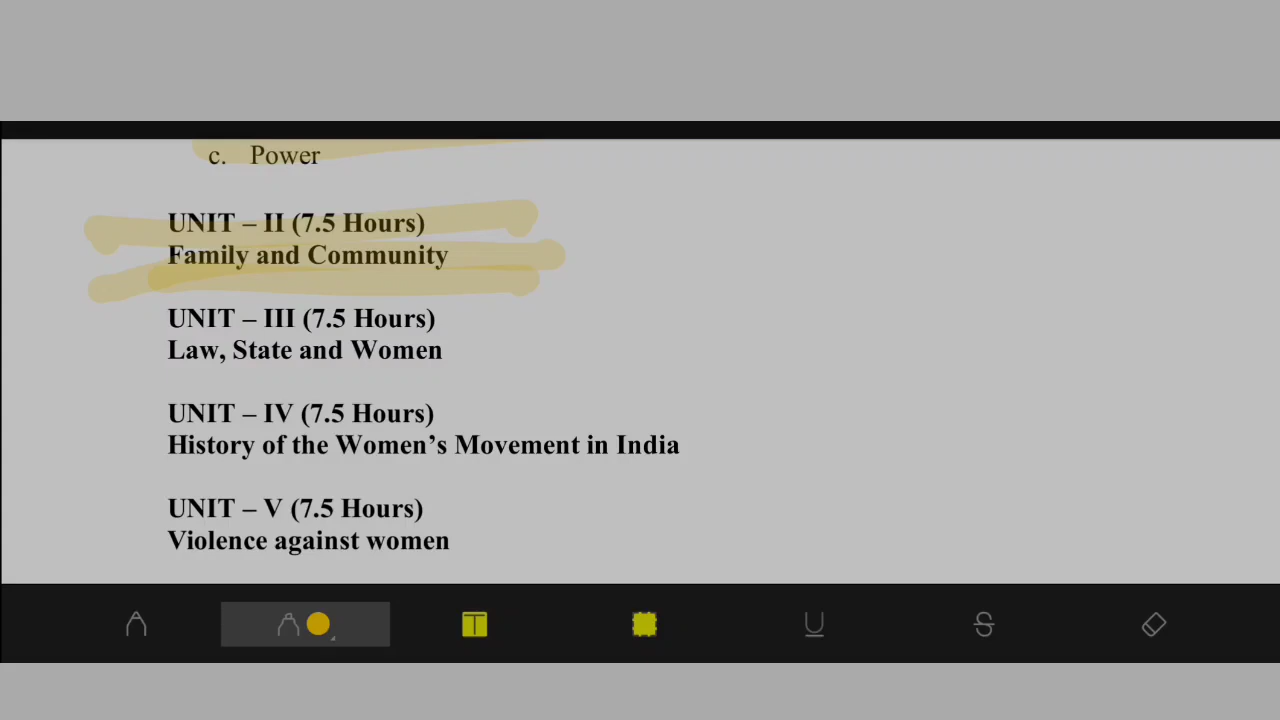 c. Power
UNIT – II (7.5 Hours)
Family and Community
UNIT – III (7.5 Hours)
Law, State and Women
UNIT – IV (7.5 Hours)
History of the Women’s Movement in India
UNIT – V (7.5 Hours)
Violence against women
T
U
S